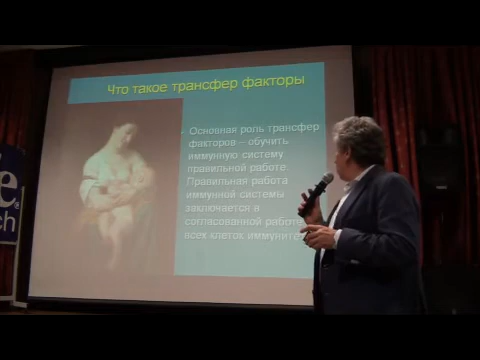 Что такое трансфер факторы
Основная роль трансфер
факторов – обучить
иммунную систему
правильной работе.
Правильная работа
иммунной системы
заключается в
согласованной работе
всех клеток